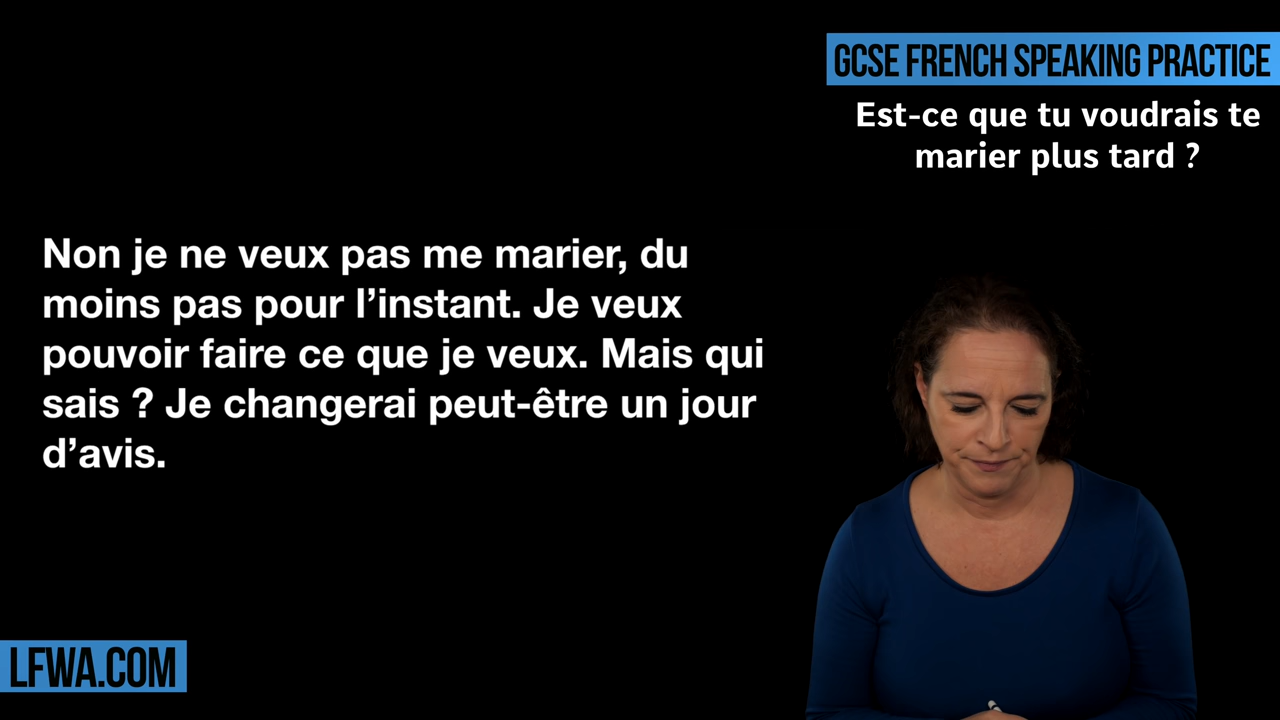 GCSE FRENCH SPEAKING PRACTICE
Est-ce que tu voudrais te
marier plus tard ?
Non je ne veux pas me marier, du
moins pas pour l’instant. Je veux
pouvoir faire ce que je veux. Mais qui
sais ? Je changerai peut-être un jour
d’avis.
LFWA.COM